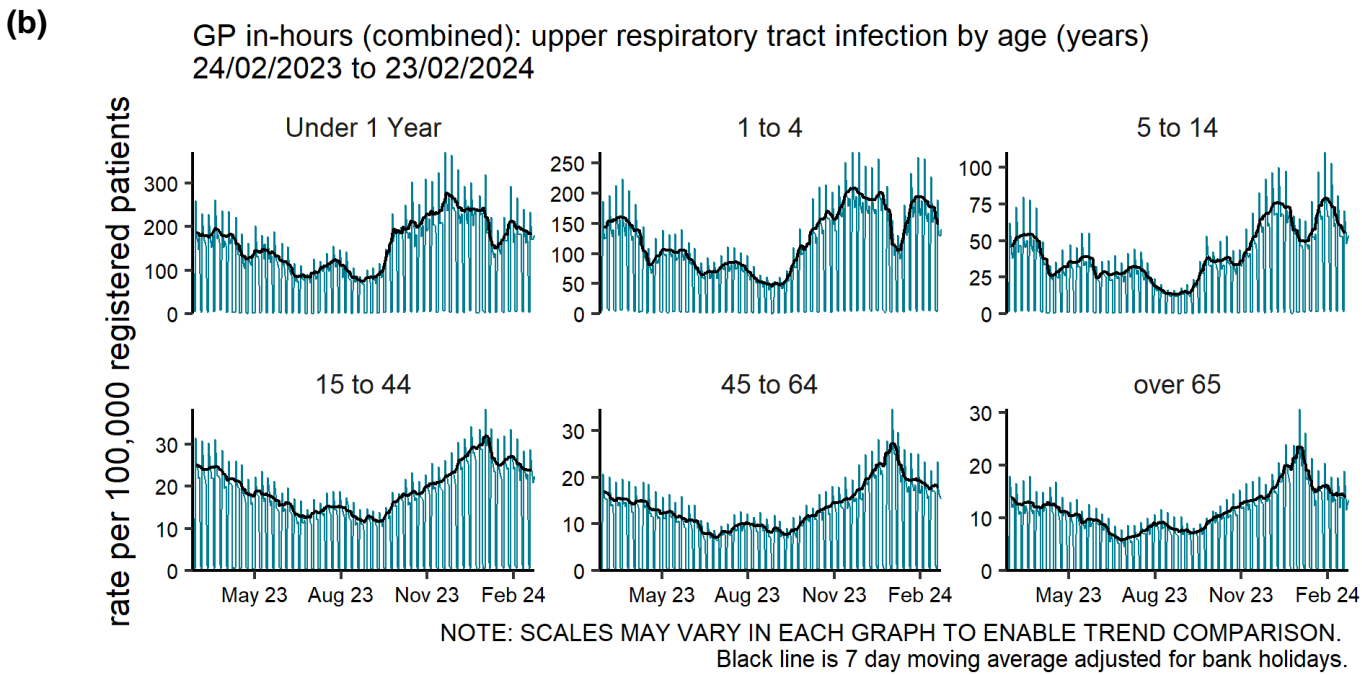 (b)
GP in-hours (combined): upper respiratory tract infection by age (years)
24/02/2023 to 23/02/2024
rate per 100,000 registered patients
Under 1 Year
300
200
100
0
1 to 4
250
200
150
100
50
0
5 to 14
100
75
50
25
0
15 to 44
30
20
10
0
May 23 Aug 23 Nov 23 Feb 24
45 to 64
30
20
10
0
May 23 Aug 23 Nov 23 Feb 24
over 65
30
20
10
0
May 23 Aug 23 Nov 23 Feb 24
NOTE: SCALES MAY VARY IN EACH GRAPH TO ENABLE TREND COMPARISON.
Black line is 7 day moving average adjusted for bank holidays.